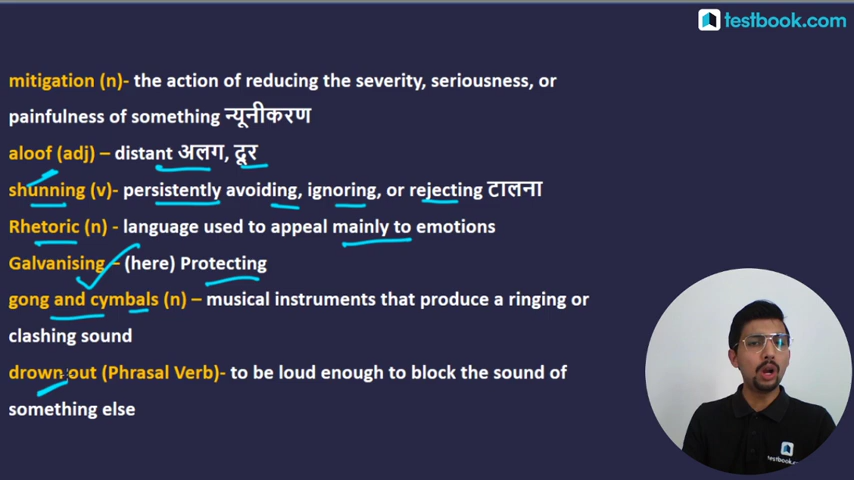 testbook.com
mitigation (n)- the action of reducing the severity, seriousness, or
painfulness of something न्यूनीकरण
aloof (adj) – distant अलग, दूर
shunning (v)- persistently avoiding, ignoring, or rejecting टालना
Rhetoric (n) - language used to appeal mainly to emotions
Galvanising – (here) Protecting
gong and cymbals (n) – musical instruments that produce a ringing or
clashing sound
drown out (Phrasal Verb)- to be loud enough to block the sound of
something else
testbook.com